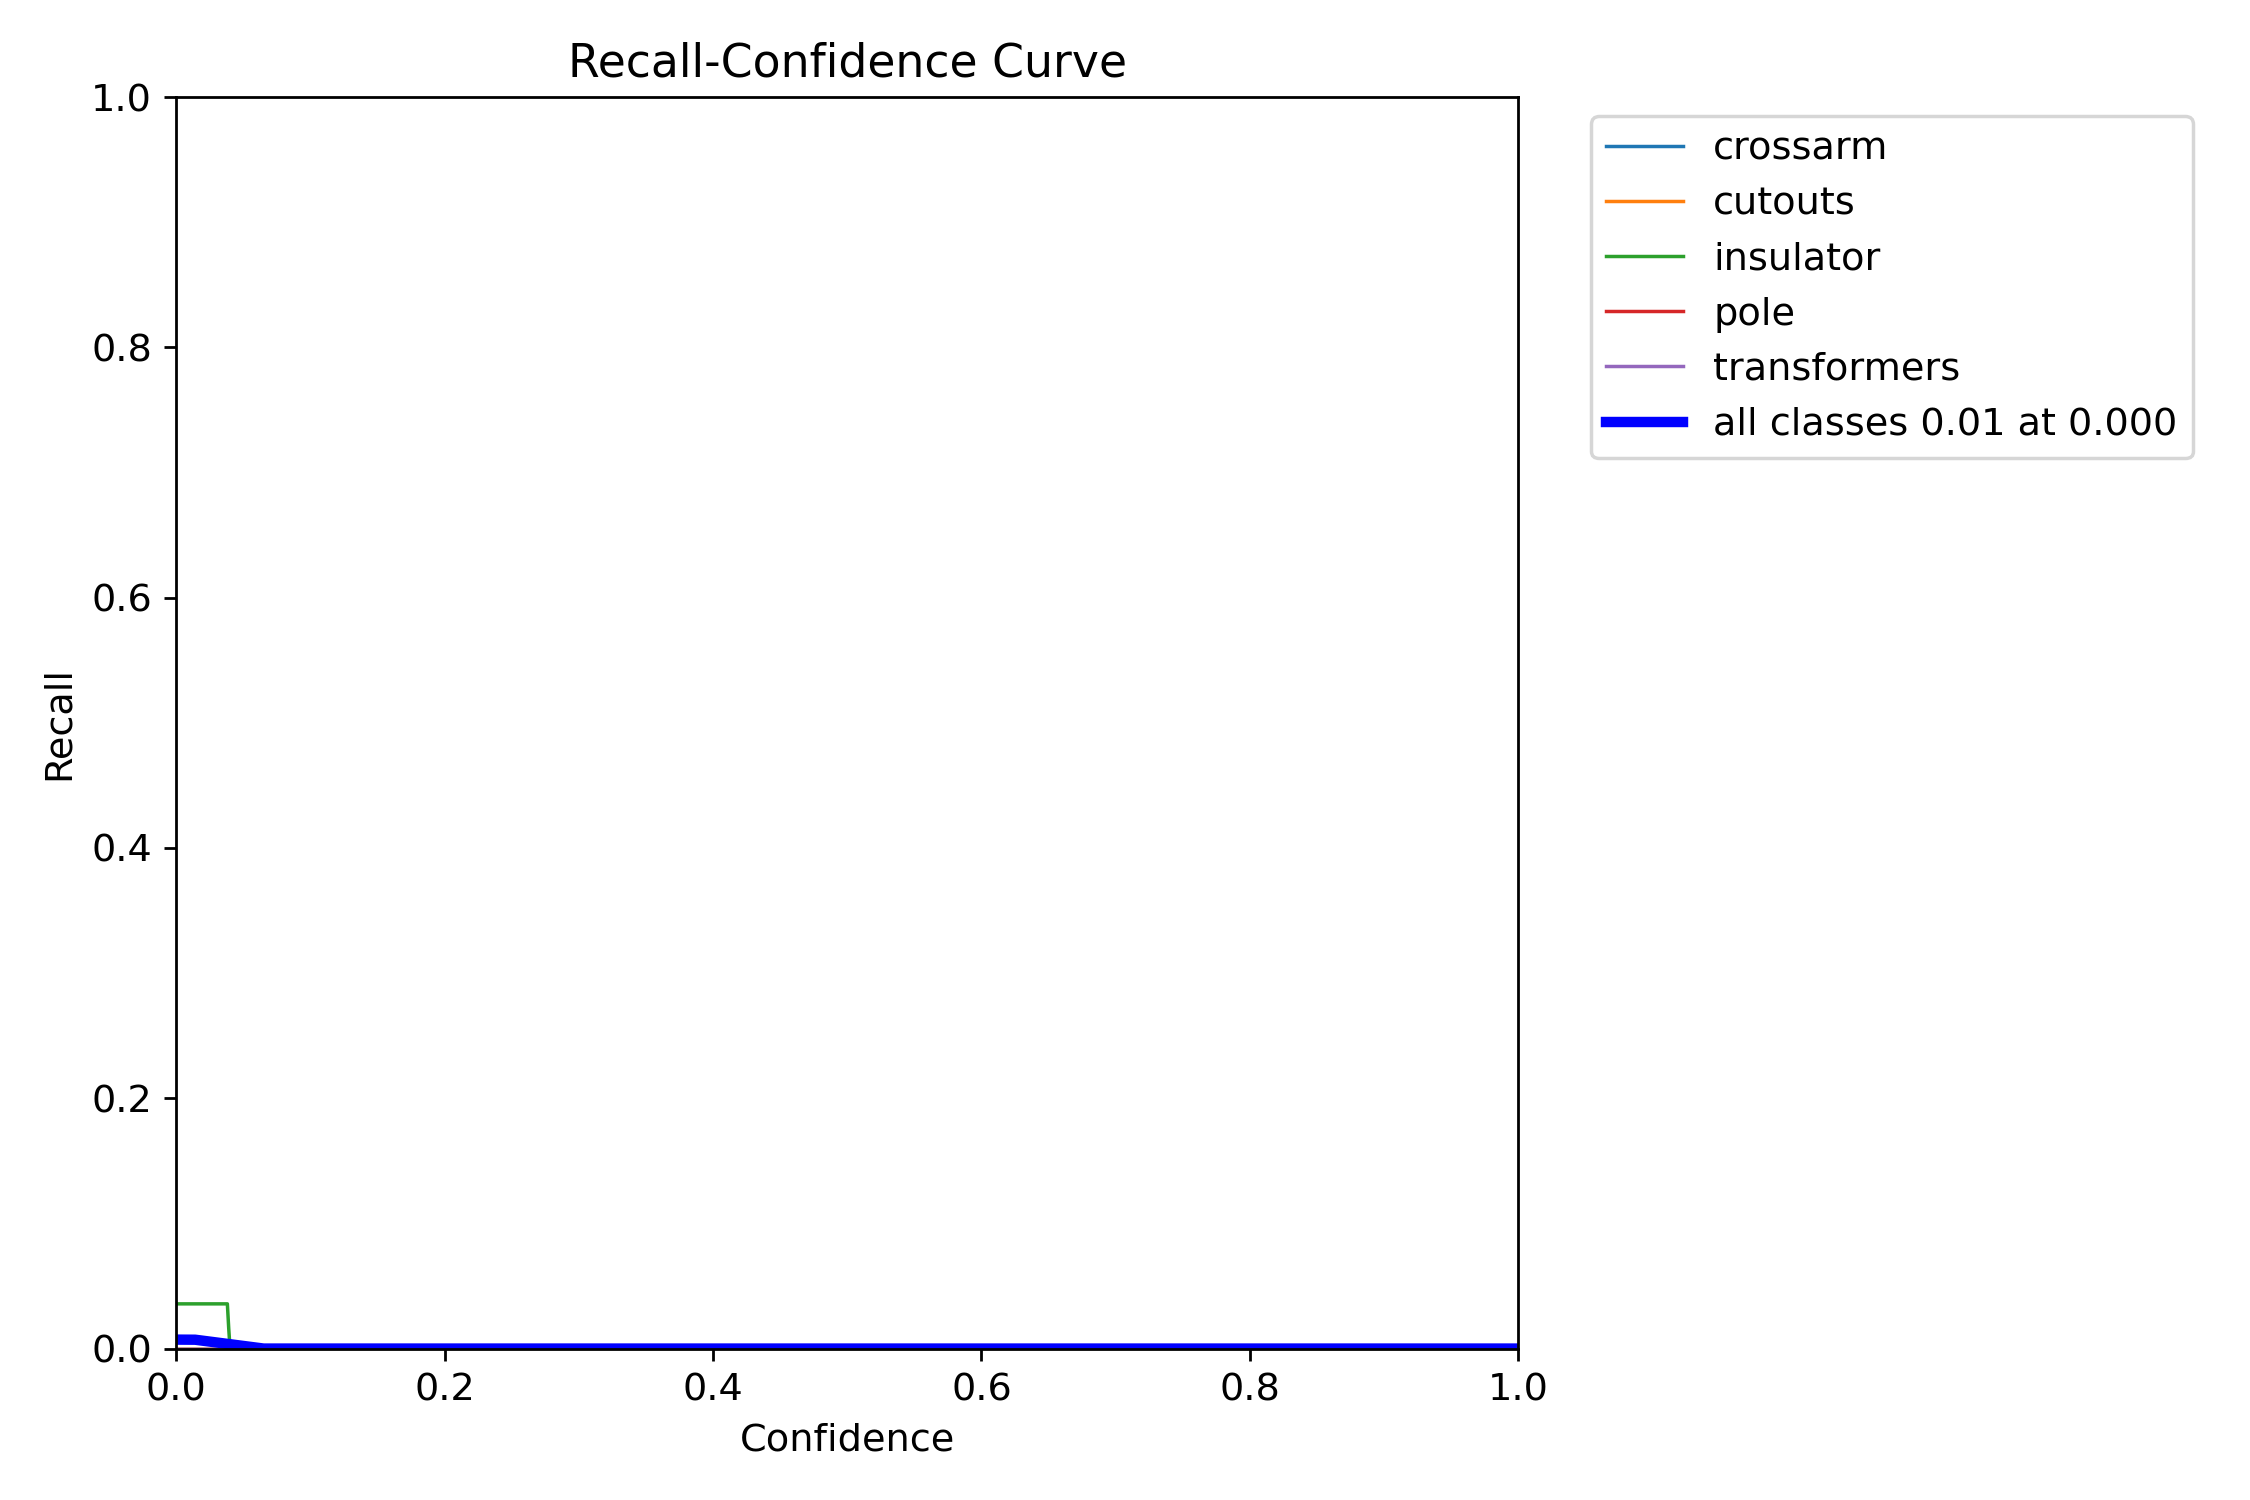 Recall-Confidence Curve
1.0
0.8
0.6
0.4
0.2
0.0
Recall
0.0 0.2 0.4 0.6 0.8 1.0
Confidence
crossarm
cutouts
insulator
pole
transformers
all classes 0.01 at 0.000